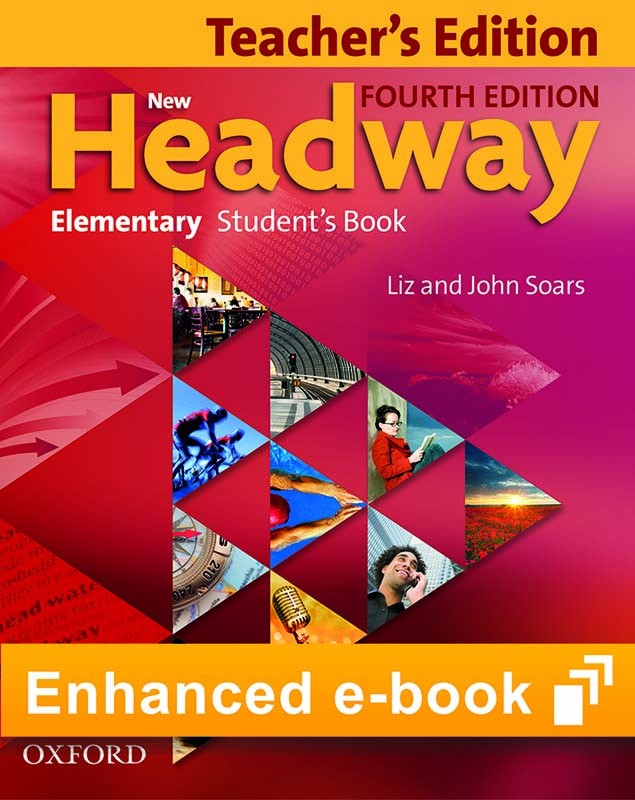 Teacher's Edition
New
FOURTH EDITION
Headway
Elementary Student's Book
Liz and John Soars
Enhanced e-book
OXFORD